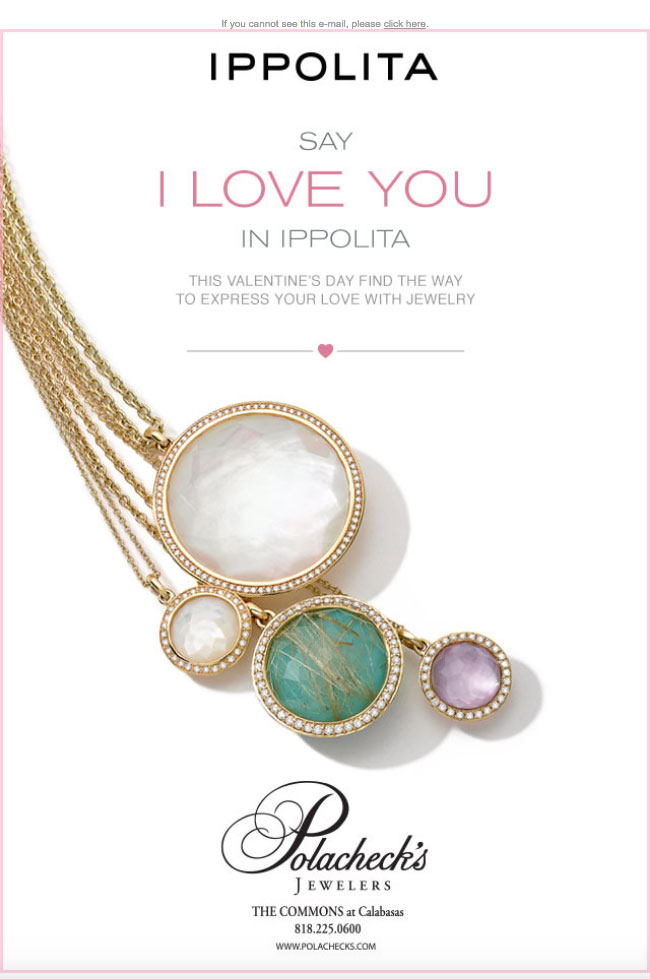 If you cannot see this e-mail, please click here.
IPPOLITA
SAY
I LOVE YOU
IN IPPOLITA
THIS VALENTINE'S DAY FIND THE WAY
TO EXPRESS YOUR LOVE WITH JEWELRY
Polacheck's
JEWELERS
THE COMMONS at Calabasas
818.225.0600
WWW.POLACHECKS.COM